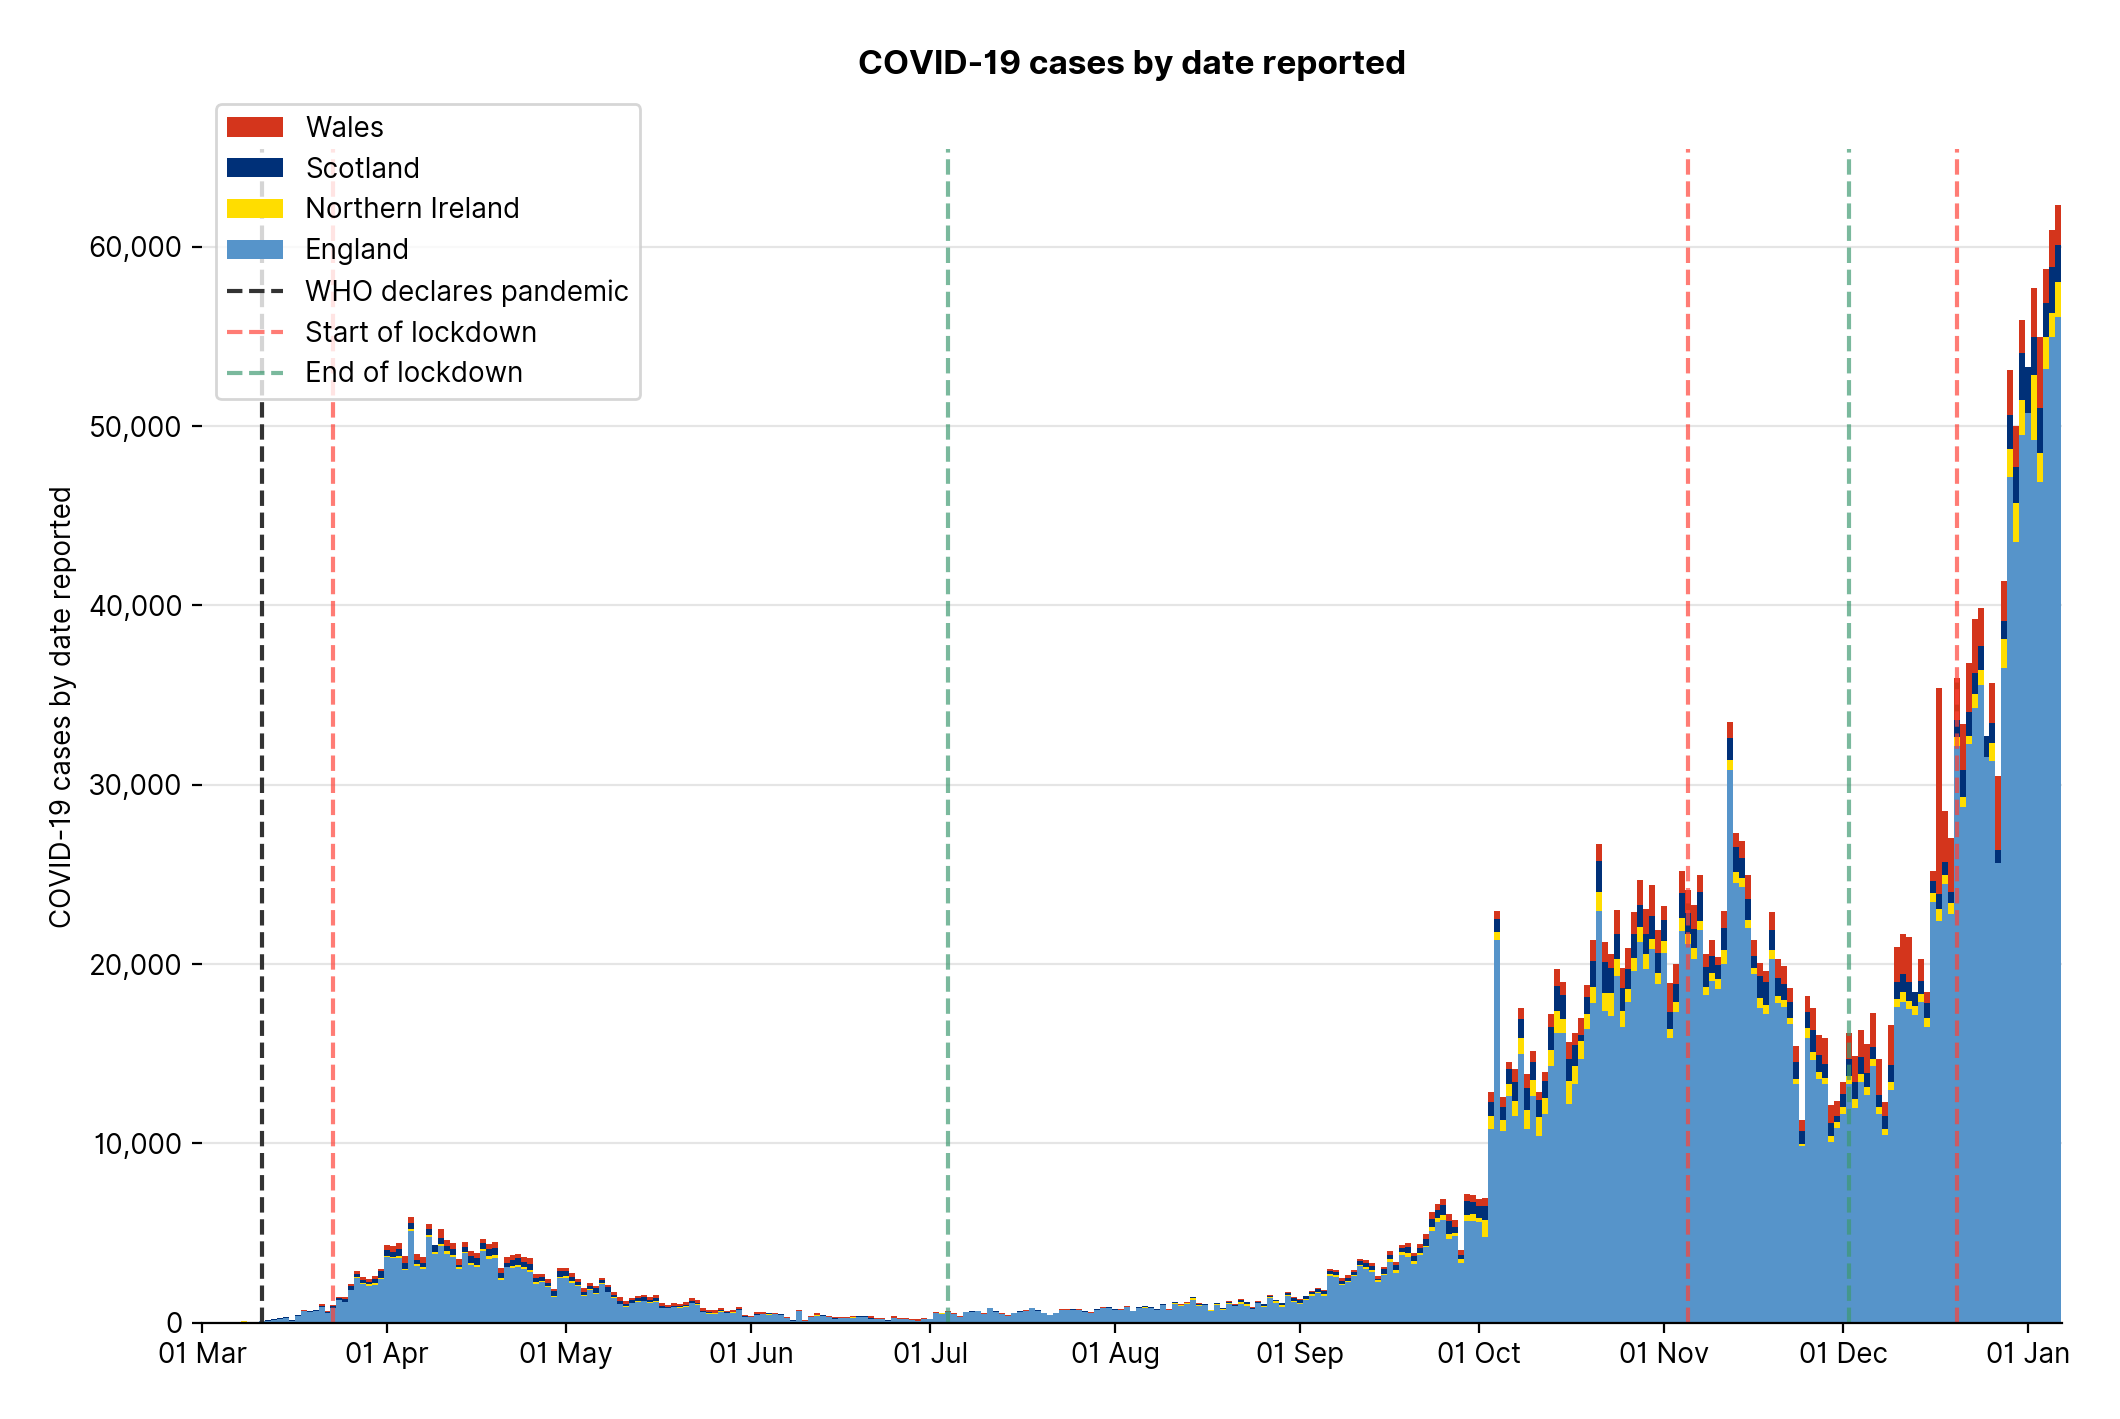 COVID-19 cases by date reported
Wales
Scotland
Northern Ireland
England
WHO declares pandemic
Start of lockdown
End of lockdown
COVID-19 cases by date reported
60,000
50,000
40,000
30,000
20,000
10,000
0
01 Mar
01 Apr
01 May
01 Jun
01 Jul
01 Aug
01 Sep
01 Oct
01 Nov
01 Dec
01 Jan